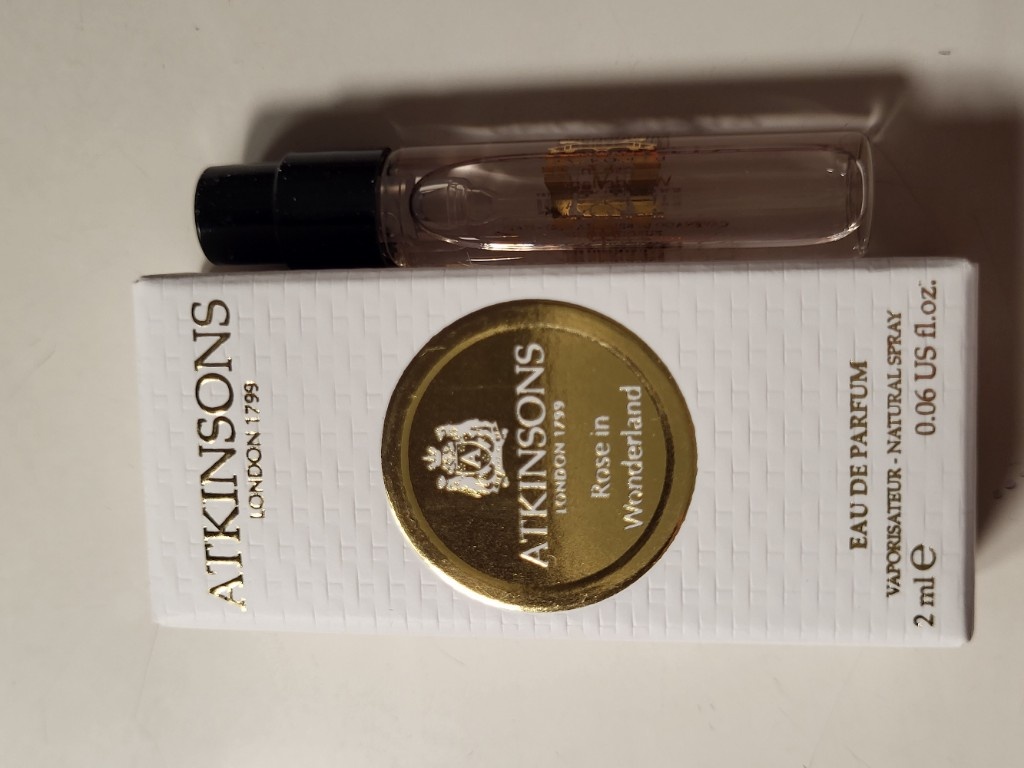 ATKINSONS
LONDON 1799
ATKINSONS
LONDON 1799
Rose in
Wonderland
EAU DE PARFUM
VAPORISATEUR - NATURAL SPRAY
2 ml ℮ 0.06 US fl.oz.